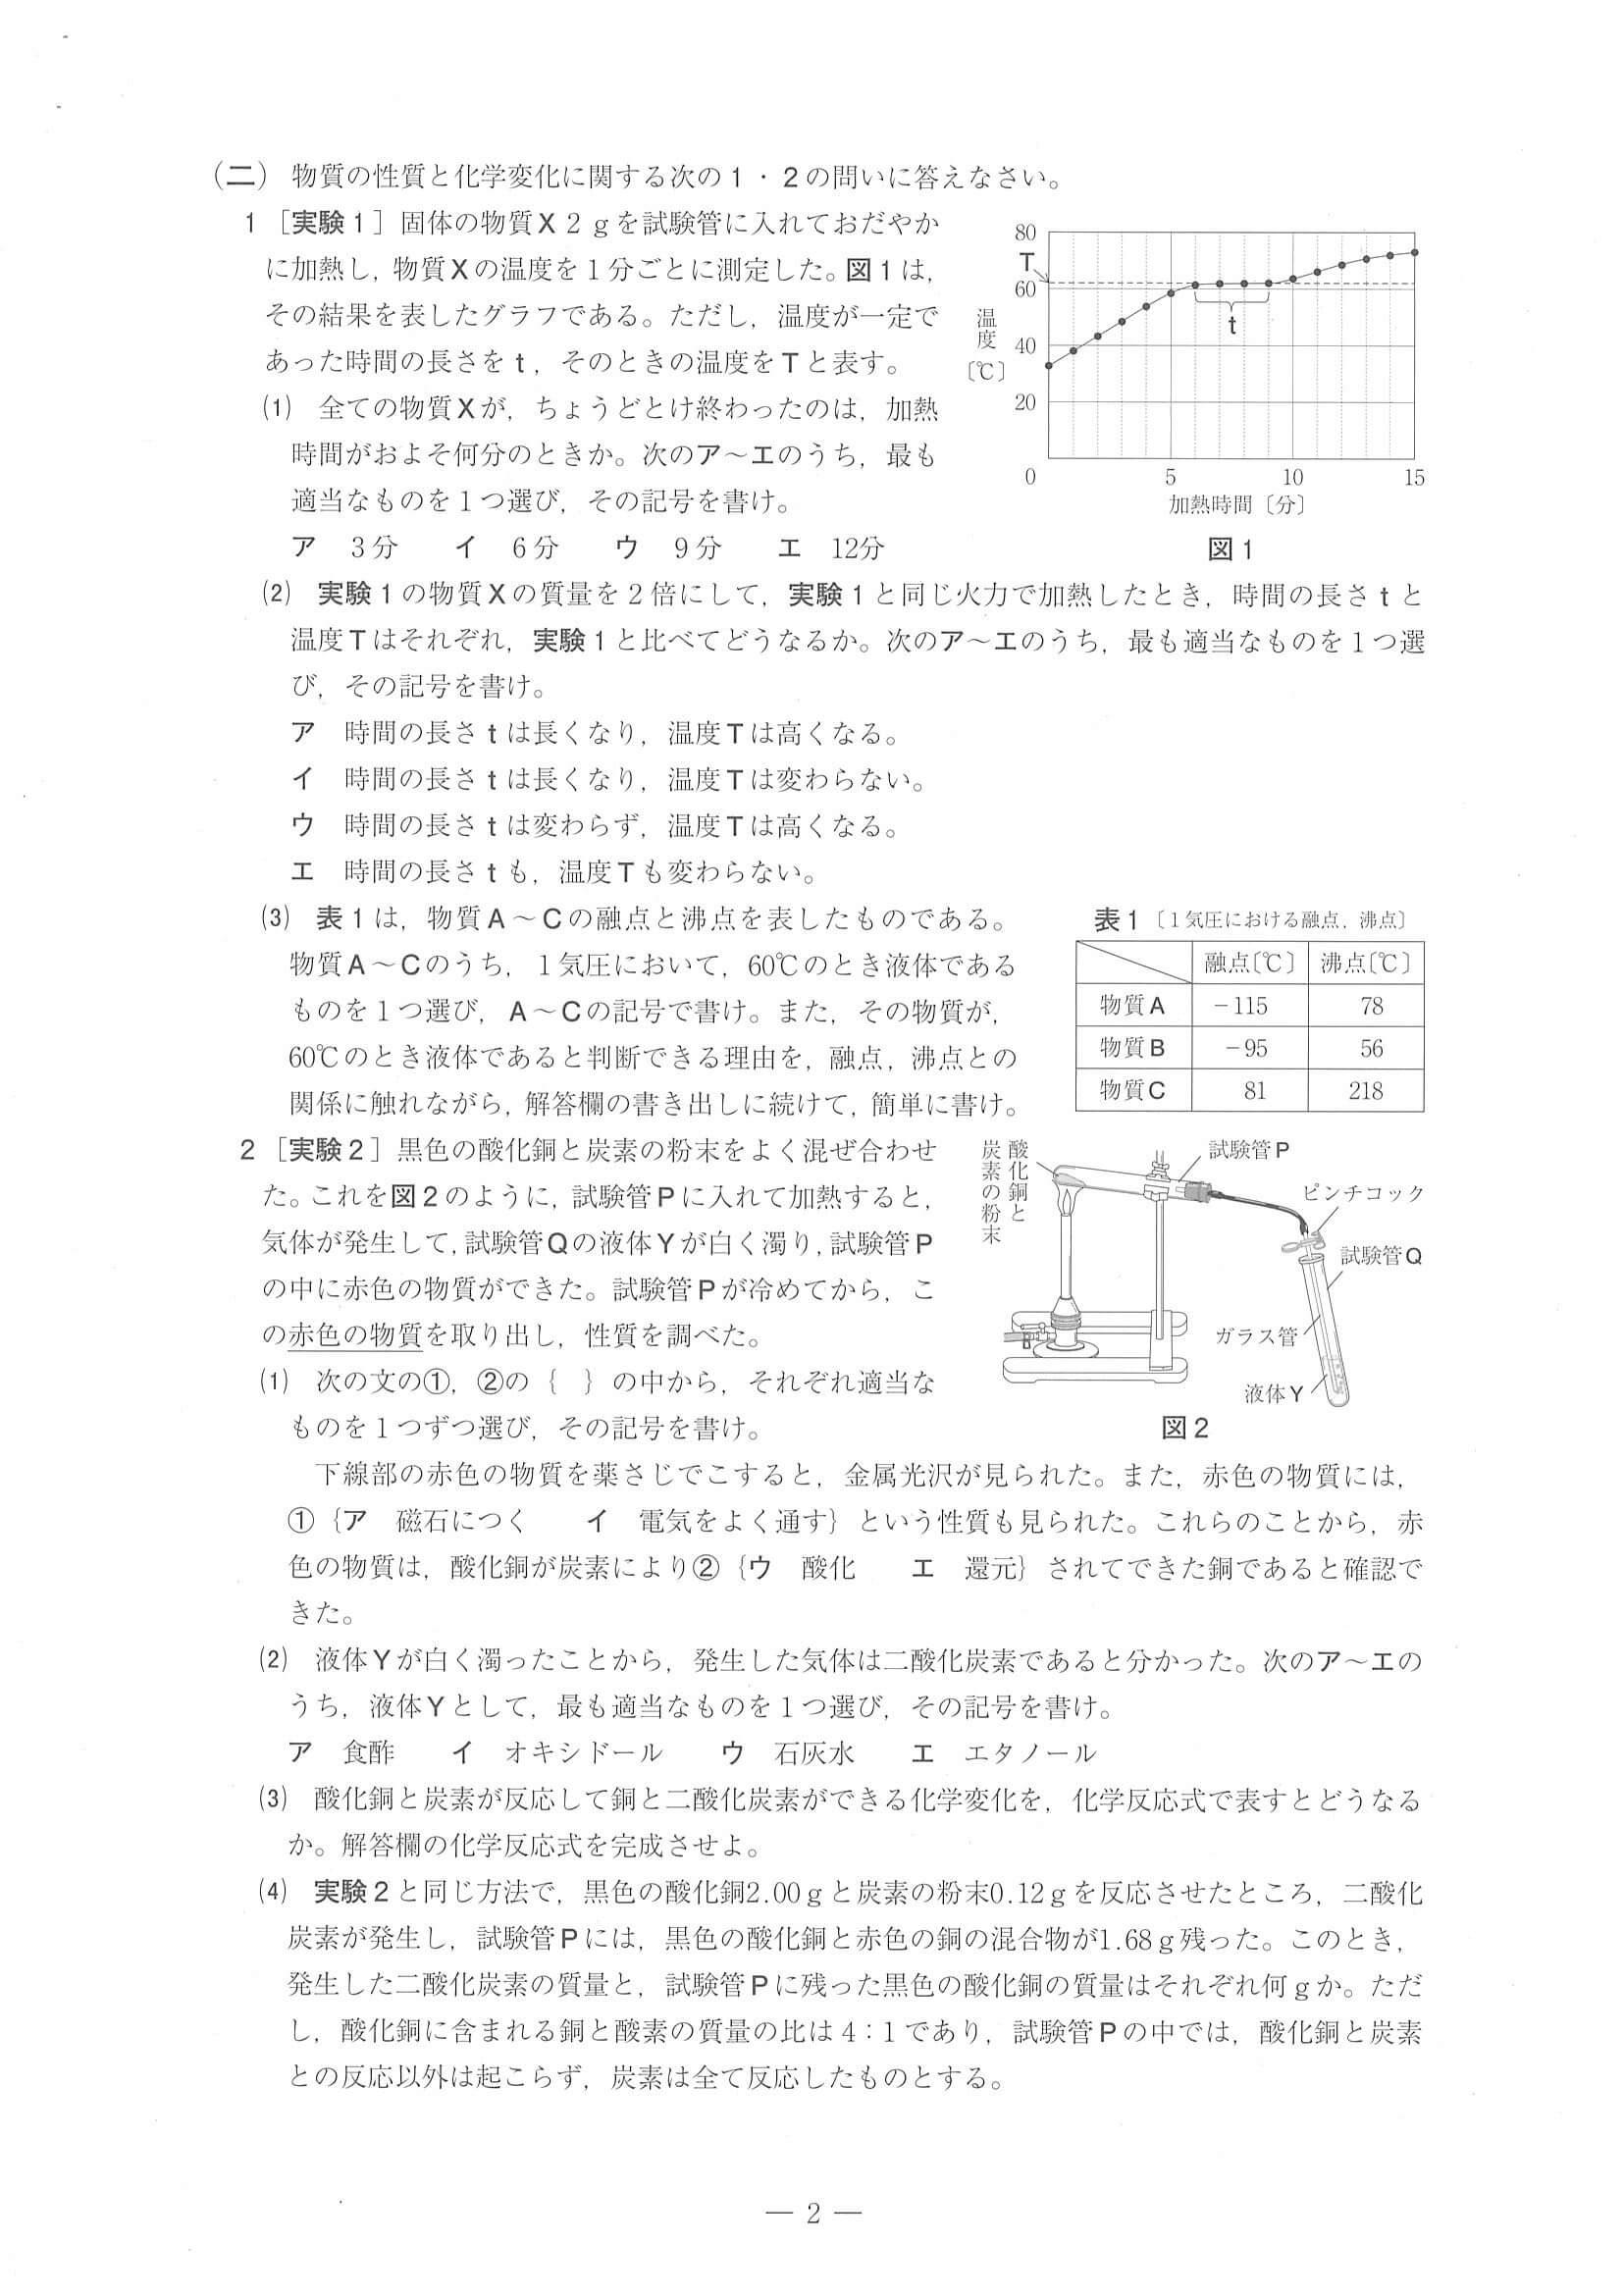 (二) 物質の性質と化学変化に関する次の1・2の問いに答えなさい。
1 ［実験1］固体の物質X2gを試験管に入れておだやか
に加熱し，物質Xの温度を1分ごとに測定した。図1は，
その結果を表したグラフである。ただし，温度が一定で
あった時間の長さをt，そのときの温度をTと表す。
(1) 全ての物質Xが，ちょうどとけ終わったのは，加熱
時間がおよそ何分のときか。次のア～エのうち，最も
適当なものを1つ選び，その記号を書け。
ア 3分 イ 6分 ウ 9分 エ 12分
80
T
60
温度
〔℃〕
40
20
t
0 5 10 15
加熱時間〔分〕
図1
(2) 実験1の物質Xの質量を2倍にして，実験1と同じ火力で加熱したとき，時間の長さtと
温度Tはそれぞれ，実験1と比べてどうなるか。次のア～エのうち，最も適当なものを1つ選
び，その記号を書け。
ア 時間の長さtは長くなり，温度Tは高くなる。
イ 時間の長さtは長くなり，温度Tは変わらない。
ウ 時間の長さtは変わらず，温度Tは高くなる。
エ 時間の長さtも，温度Tも変わらない。
(3) 表1は，物質A～Cの融点と沸点を表したものである。
物質A～Cのうち，1気圧において，60℃のとき液体である
ものを1つ選び，A～Cの記号で書け。また，その物質が，
60℃のとき液体であると判断できる理由を，融点，沸点との
関係に触れながら，解答欄の書き出しに続けて，簡単に書け。
表1〔1気圧における融点，沸点〕
融点〔℃〕 沸点〔℃〕
物質A －115 78
物質B －95 56
物質C 81 218
2 ［実験2］黒色の酸化銅と炭素の粉末をよく混ぜ合わせ
た。これを図2のように，試験管Pに入れて加熱すると，
気体が発生して，試験管Qの液体Yが白く濁り，試験管P
の中に赤色の物質ができた。試験管Pが冷めてから，こ
の赤色の物質を取り出し，性質を調べた。
(1) 次の文の①，②の｛ ｝の中から，それぞれ適当な
ものを1つずつ選び，その記号を書け。
酸化銅と
炭素の粉末
試験管P
ピンチコック
試験管Q
ガラス管
液体Y
図2
下線部の赤色の物質を薬さじでこすると，金属光沢が見られた。また，赤色の物質には，
①｛ア 磁石につく イ 電気をよく通す｝という性質も見られた。これらのことから，赤
色の物質は，酸化銅が炭素により②｛ウ 酸化 エ 還元｝されてできた銅であると確認で
きた。
(2) 液体Yが白く濁ったことから，発生した気体は二酸化炭素であると分かった。次のア～エの
うち，液体Yとして，最も適当なものを1つ選び，その記号を書け。
ア 食酢 イ オキシドール ウ 石灰水 エ エタノール
(3) 酸化銅と炭素が反応して銅と二酸化炭素ができる化学変化を，化学反応式で表すとどうなる
か。解答欄の化学反応式を完成させよ。
(4) 実験2と同じ方法で，黒色の酸化銅2.00gと炭素の粉末0.12gを反応させたところ，二酸化
炭素が発生し，試験管Pには，黒色の酸化銅と赤色の銅の混合物が1.68g残った。このとき，
発生した二酸化炭素の質量と，試験管Pに残った黒色の酸化銅の質量はそれぞれ何gか。ただ
し，酸化銅に含まれる銅と酸素の質量の比は4：1であり，試験管Pの中では，酸化銅と炭素
との反応以外は起こらず，炭素は全て反応したものとする。
― 2 ―